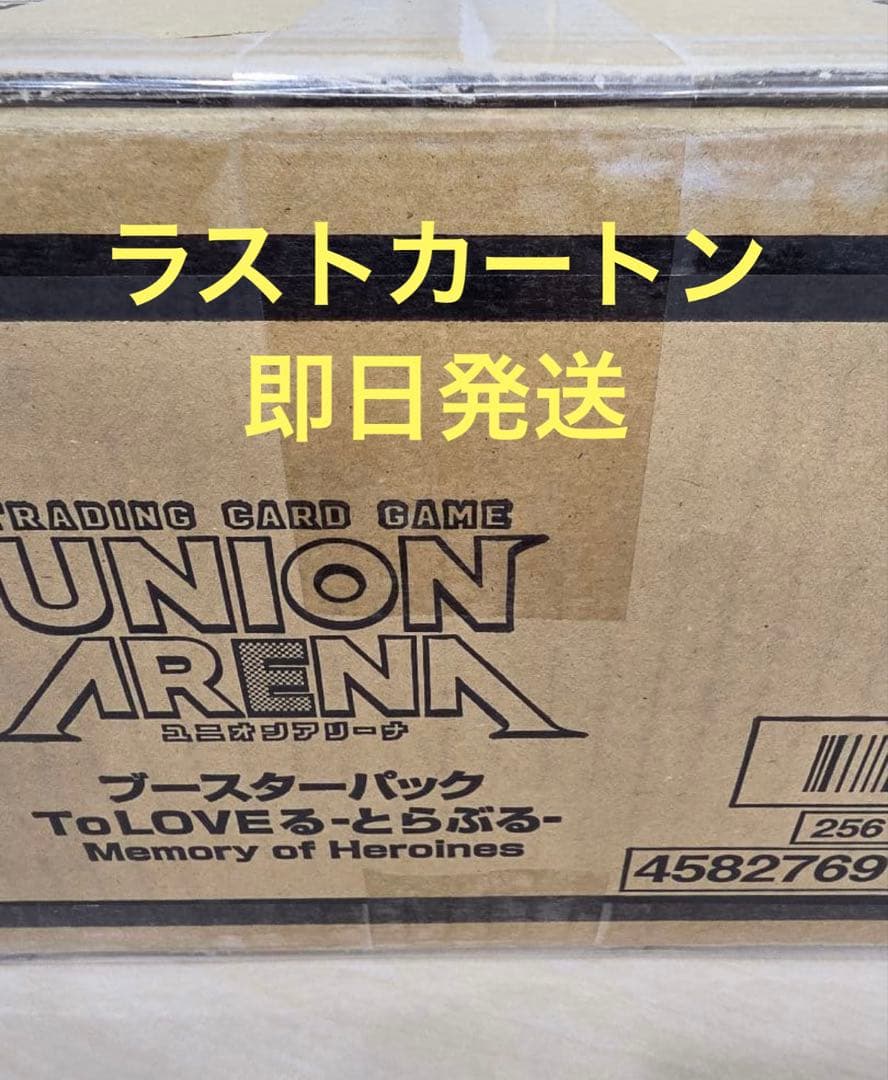 ラストカートン
即日発送
TRADING CARD GAME
UNION
ARENA
ユニオンアリーナ
ブースターパック
To LOVEる-とらぶる-
Memory of Heroines
256
4582769